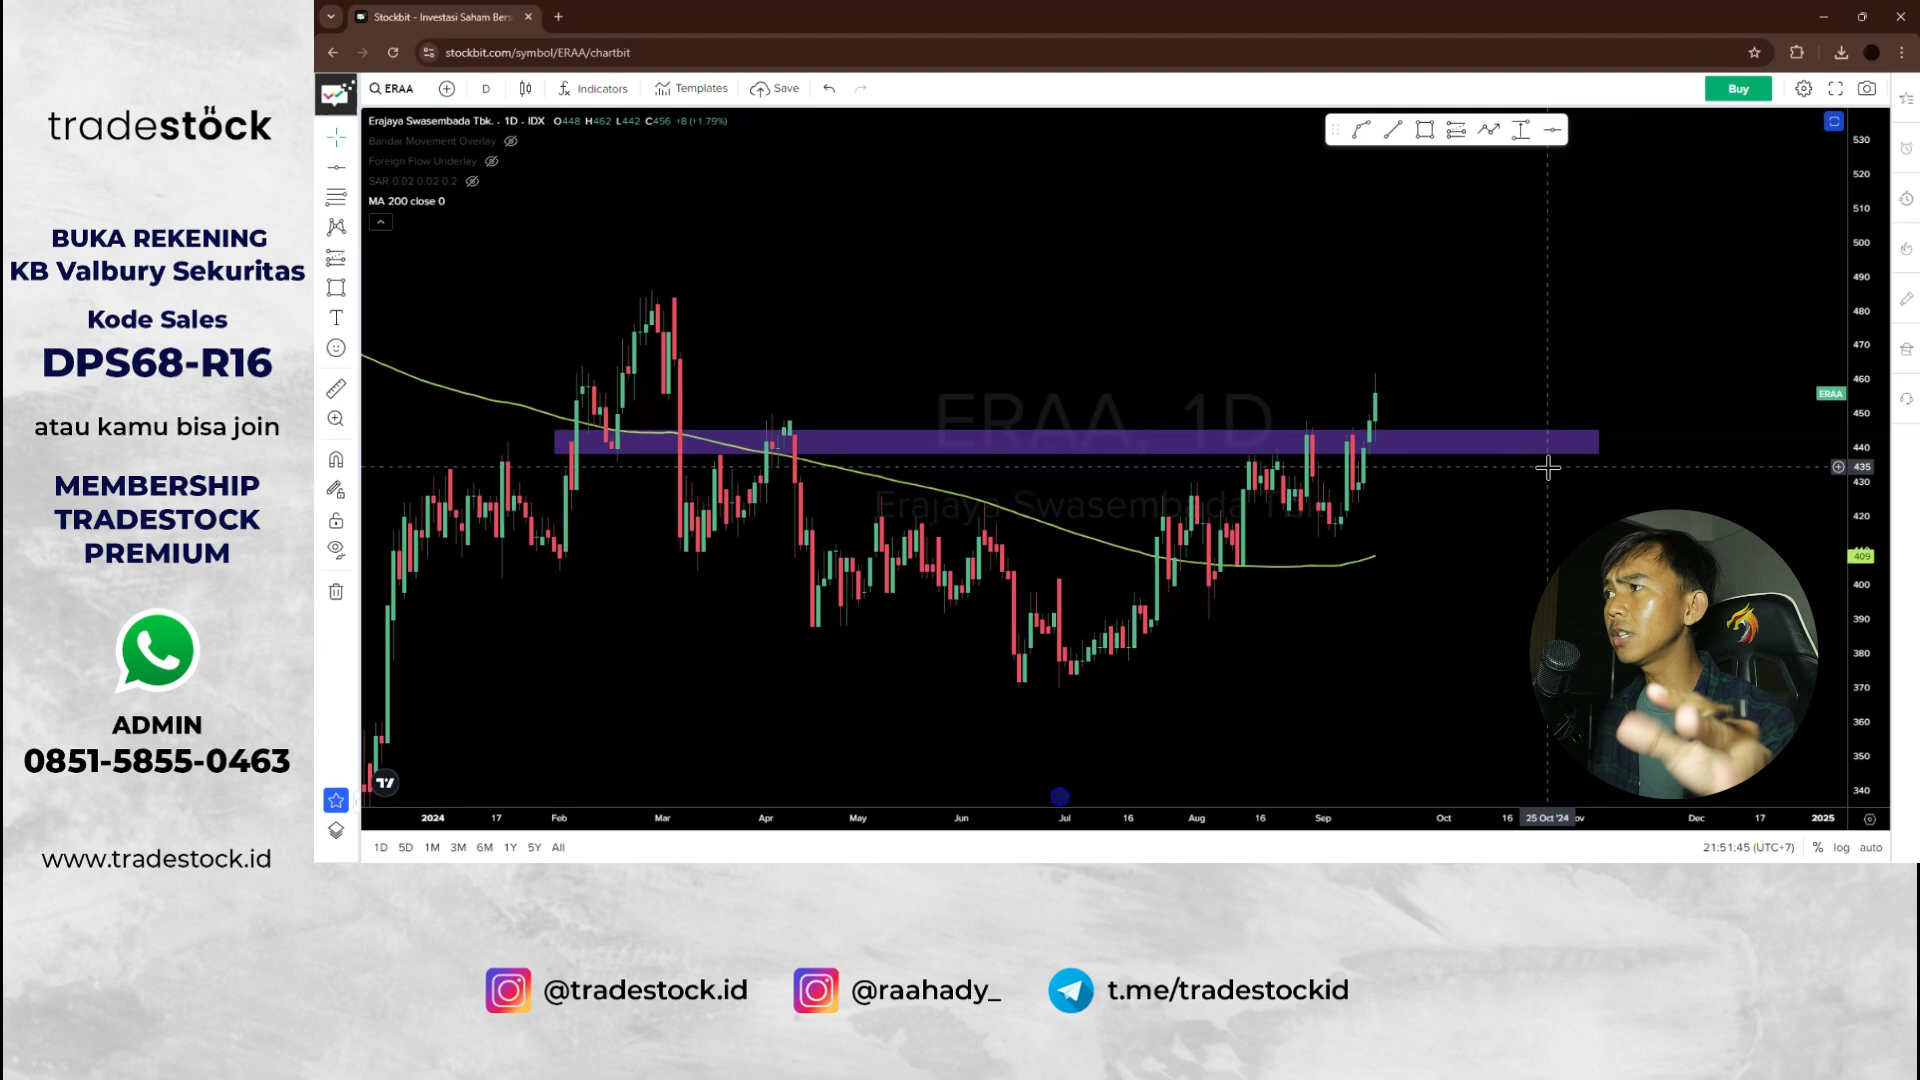 tradestock
BUKA REKENING
KB Valbury Sekuritas
Kode Sales
DPS68-R16
atau kamu bisa join
MEMBERSHIP
TRADESTOCK
PREMIUM
ADMIN
0851-5855-0463
www.tradestock.id
Stockbit - Investasi Saham Bers
stockbit.com/symbol/ERAA/chartbit
ERAA
D
Indicators
Templates
Save
Buy
Erajaya Swasembada Tbk. · 1D · IDX O448 H462 L442 C456 +8 (+1.79%)
Bandar Movement Overlay
Foreign Flow Underlay
SAR 0.02 0.02 0.2
MA 200 close 0
ERAA, 1D
Erajaya Swasembada Tbk
530
520
510
500
490
480
470
460
ERAA
450
440
435
430
420
409
400
390
380
370
360
350
340
2024 17 Feb Mar Apr May Jun Jul 16 Aug 16 Sep Oct 16 25 Oct '24 ov Dec 17 2025
1D 5D 1M 3M 6M 1Y 5Y All
21:51:45 (UTC+7) % log auto
@tradestock.id
@raahady_
t.me/tradestockid